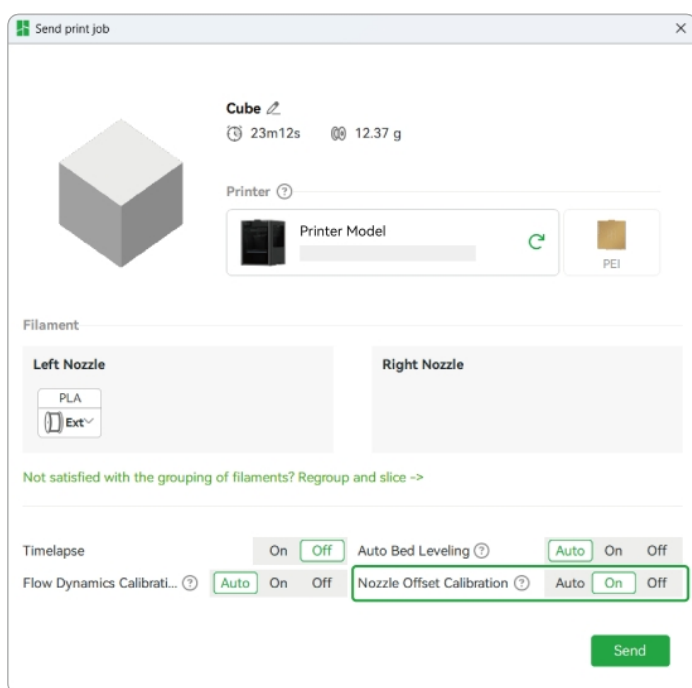 Send print job
Cube
23m12s 12.37 g
Printer
Printer Model
PEI
Filament
Left Nozzle
Right Nozzle
PLA
Ext
Not satisfied with the grouping of filaments? Regroup and slice ->
Timelapse On Off
Auto Bed Leveling Auto On Off
Flow Dynamics Calibrati... Auto On Off
Nozzle Offset Calibration Auto On Off
Send